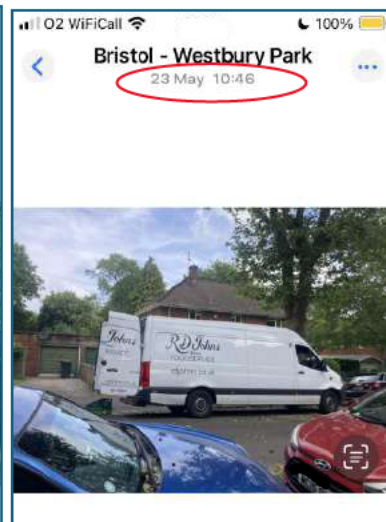 O2 WiFiCall
100%
Bristol - Westbury Park
23 May 10:46
Johns
R D Johns